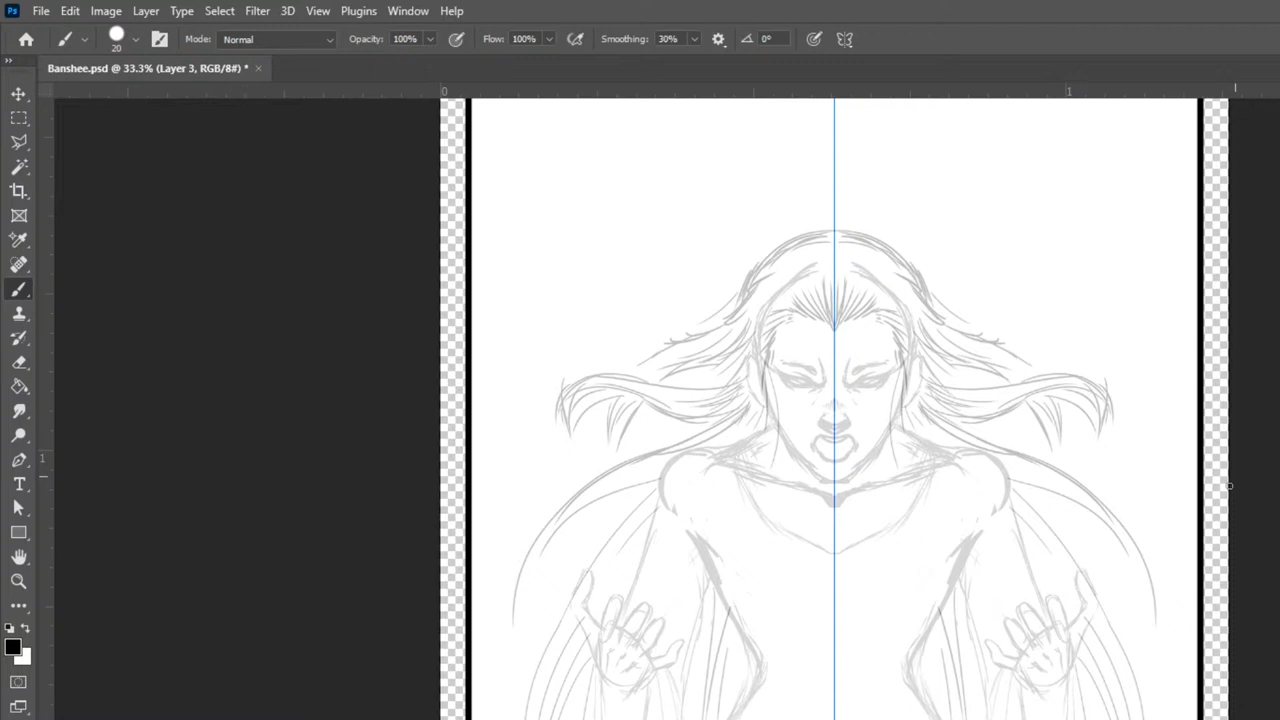 Ps File Edit Image Layer Type Select Filter 3D View Plugins Window Help
20 Mode: Normal Opacity: 100% Flow: 100% Smoothing: 30% 0°
Banshee.psd @ 33.3% (Layer 3, RGB/8#) * ×
0 1
1
T